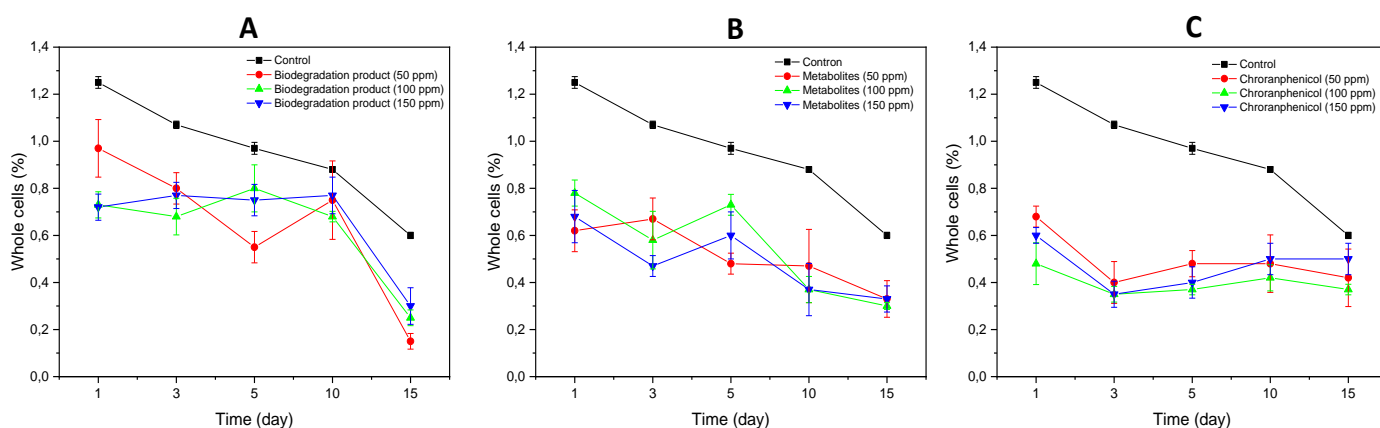 A
Whole cells (%)
1,4
1,2
1,0
0,8
0,6
0,4
0,2
0,0
Control
Biodegradation product (50 ppm)
Biodegradation product (100 ppm)
Biodegradation product (150 ppm)
1 3 5 10 15
Time (day)
B
Whole cells (%)
1,4
1,2
1,0
0,8
0,6
0,4
0,2
0,0
Contron
Metabolites (50 ppm)
Metabolites (100 ppm)
Metabolites (150 ppm)
1 3 5 10 15
Time (day)
C
Whole cells (%)
1,4
1,2
1,0
0,8
0,6
0,4
0,2
0,0
Control
Chroranphenicol (50 ppm)
Chroranphenicol (100 ppm)
Chroranphenicol (150 ppm)
1 3 5 10 15
Time (day)